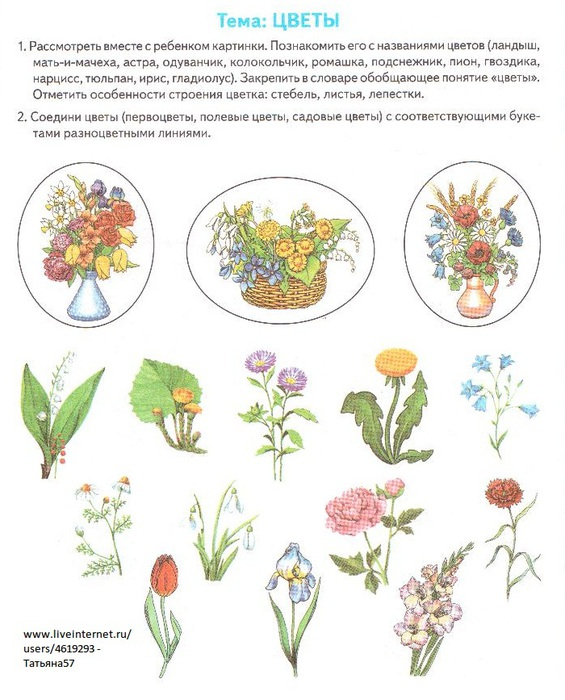 Тема: ЦВЕТЫ
1. Рассмотреть вместе с ребенком картинки. Познакомить его с названиями цветов (ландыш,
мать-и-мачеха, астра, одуванчик, колокольчик, ромашка, подснежник, пион, гвоздика,
нарцисс, тюльпан, ирис, гладиолус). Закрепить в словаре обобщающее понятие «цветы».
Отметить особенности строения цветка: стебель, листья, лепестки.
2. Соедини цветы (первоцветы, полевые цветы, садовые цветы) с соответствующими буке-
тами разноцветными линиями.
www.liveinternet.ru/
users/4619293 -
Татьяна57